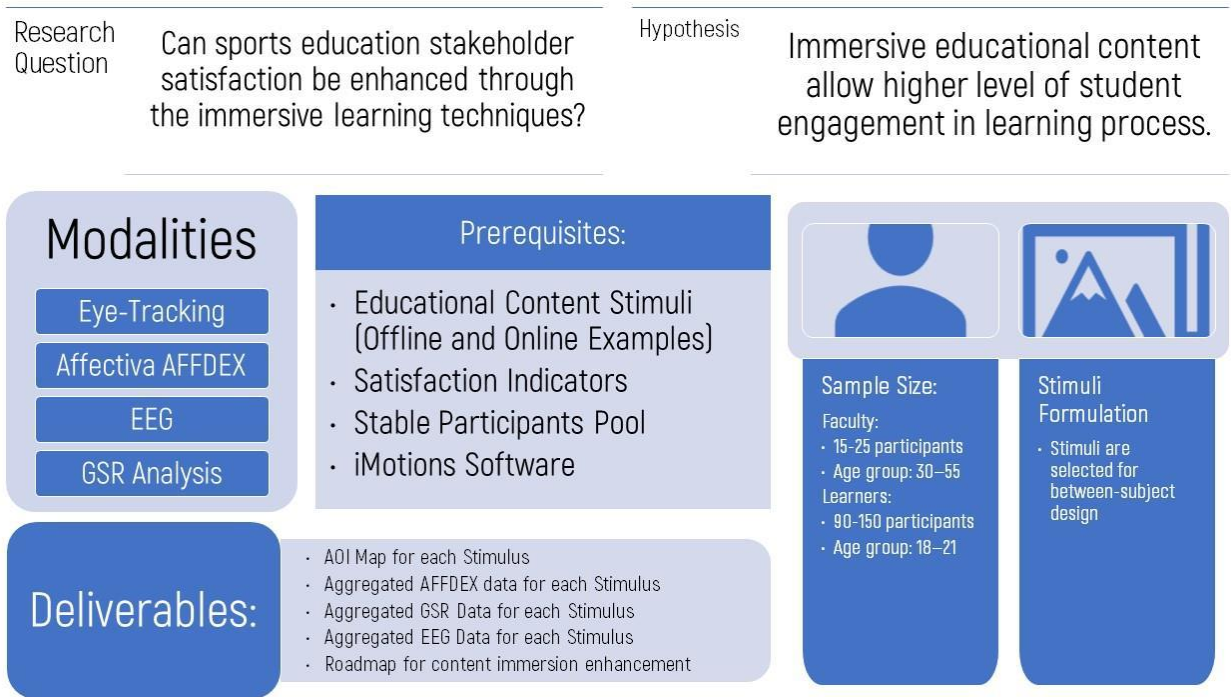 Research
Question
Can sports education stakeholder
satisfaction be enhanced through
the immersive learning techniques?
Hypothesis
Immersive educational content
allow higher level of student
engagement in learning process.
Modalities
Eye-Tracking
Affectiva AFFDEX
EEG
GSR Analysis
Prerequisites:
· Educational Content Stimuli
(Offline and Online Examples)
· Satisfaction Indicators
· Stable Participants Pool
· iMotions Software
Sample Size:
Faculty:
· 15-25 participants
· Age group: 30–55
Learners:
· 90-150 participants
· Age group: 18–21
Stimuli
Formulation
· Stimuli are
selected for
between-subject
design
Deliverables:
· AOI Map for each Stimulus
· Aggregated AFFDEX data for each Stimulus
· Aggregated GSR Data for each Stimulus
· Aggregated EEG Data for each Stimulus
· Roadmap for content immersion enhancement